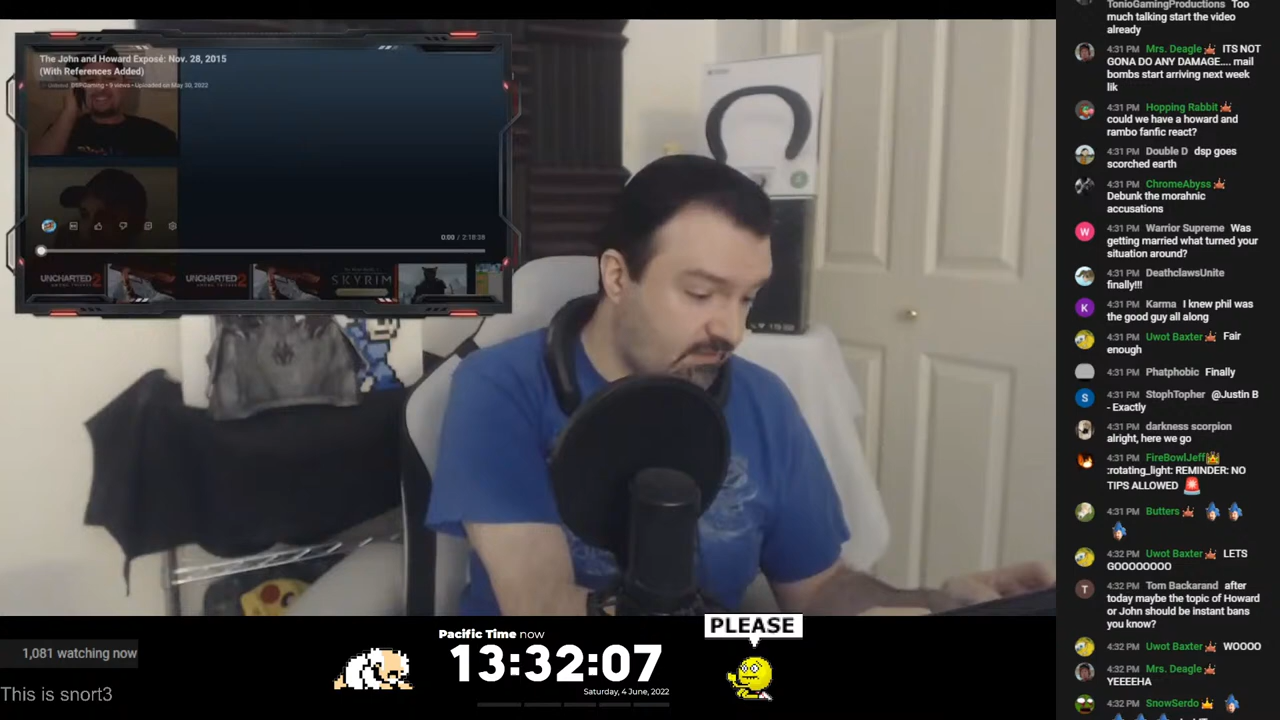 The John and Howard Exposé: Nov. 28, 2015
(With References Added)
Unlisted DSPGaming • 9 views • Uploaded on May 30, 2022
0:00 / 2:18:38
UNCHARTED 2
UNCHARTED 2
SKYRIM
PLEASE
Pacific Time now
13:32:07
Saturday, 4 June, 2022
1,081 watching now
This is snort3
TonioGamingProductions Too
much talking start the video
already
4:31 PM Mrs. Deagle ITS NOT
GONA DO ANY DAMAGE.... mail
bombs start arriving next week
lik
4:31 PM Hopping Rabbit
could we have a howard and
rambo fanfic react?
4:31 PM Double D dsp goes
scorched earth
4:31 PM ChromeAbyss
Debunk the morahnic
accusations
4:31 PM Warrior Supreme Was
getting married what turned your
situation around?
4:31 PM DeathclawsUnite
finally!!!
4:31 PM Karma I knew phil was
the good guy all along
4:31 PM Uwot Baxter Fair
enough
4:31 PM Phatphobic Finally
4:31 PM StophTopher @Justin B
- Exactly
4:31 PM darkness scorpion
alright, here we go
4:31 PM FireBowlJeff
:rotating_light: REMINDER: NO
TIPS ALLOWED
4:31 PM Butters
4:32 PM Uwot Baxter LETS
GOOOOOOOO
4:32 PM Tom Backarand after
today maybe the topic of Howard
or John should be instant bans
you know?
4:32 PM Uwot Baxter WOOOO
4:32 PM Mrs. Deagle
YEEEEHA
4:32 PM SnowSerdo